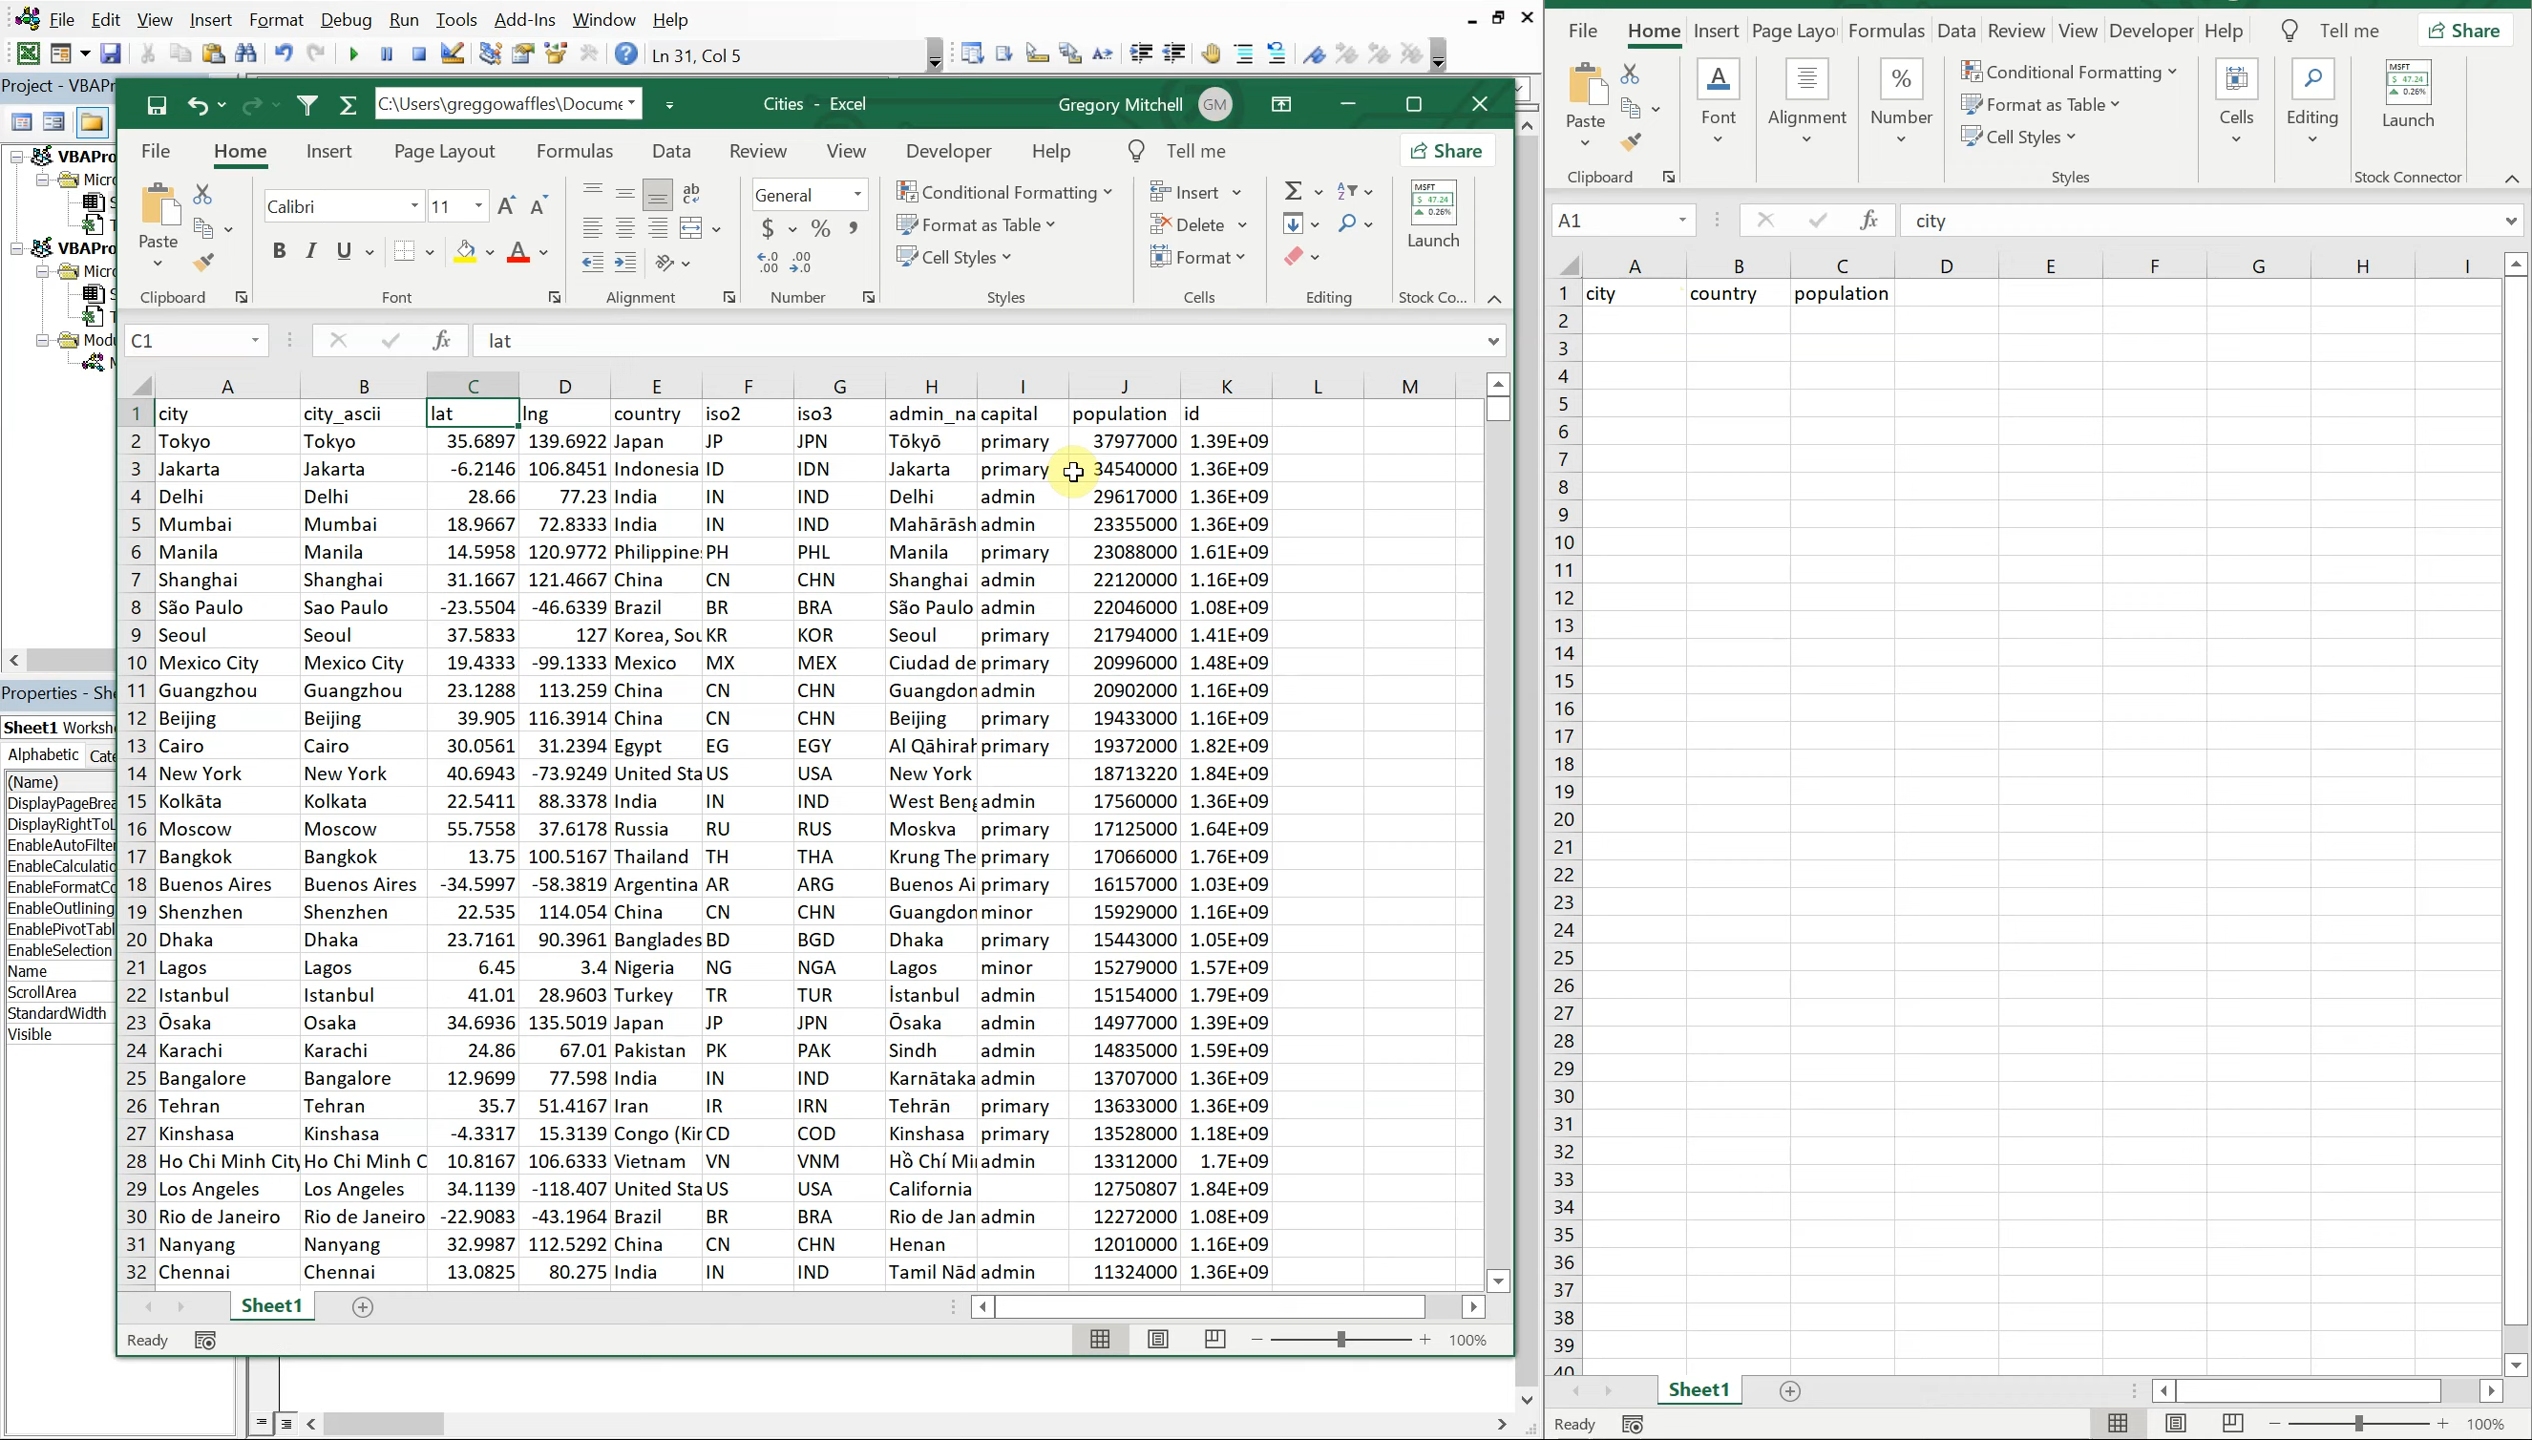 File Edit View Insert Format Debug Run Tools Add-Ins Window Help
Ln 31, Col 5
Project - VBAPr
VBAPro
Micr
VBAPro
Micr
Modu
Properties - She
Sheet1 Workshe
Alphabetic Cate
(Name)
DisplayPageBrea
DisplayRightToL
EnableAutoFilter
EnableCalculatio
EnableFormatCo
EnableOutlining
EnablePivotTabl
EnableSelection
Name
ScrollArea
StandardWidth
Visible
C:\Users\greggowaffles\Docume
Cities - Excel
Gregory Mitchell GM
File Home Insert Page Layout Formulas Data Review View Developer Help Tell me Share
Paste
Calibri 11
B I U
ab
General
$ % ,
Conditional Formatting
Format as Table
Cell Styles
Insert
Delete
Format
MSFT
$ 47.24
0.26%
Launch
Clipboard Font Alignment Number Styles Cells Editing Stock Co...
C1 fx lat
A B C D E F G H I J K L M
1 city city_ascii lat lng country iso2 iso3 admin_na capital population id
2 Tokyo Tokyo 35.6897 139.6922 Japan JP JPN Tōkyō primary 37977000 1.39E+09
3 Jakarta Jakarta -6.2146 106.8451 Indonesia ID IDN Jakarta primary 34540000 1.36E+09
4 Delhi Delhi 28.66 77.23 India IN IND Delhi admin 29617000 1.36E+09
5 Mumbai Mumbai 18.9667 72.8333 India IN IND Mahārāsh admin 23355000 1.36E+09
6 Manila Manila 14.5958 120.9772 Philippine PH PHL Manila primary 23088000 1.61E+09
7 Shanghai Shanghai 31.1667 121.4667 China CN CHN Shanghai admin 22120000 1.16E+09
8 São Paulo Sao Paulo -23.5504 -46.6339 Brazil BR BRA São Paulo admin 22046000 1.08E+09
9 Seoul Seoul 37.5833 127 Korea, Sou KR KOR Seoul primary 21794000 1.41E+09
10 Mexico City Mexico City 19.4333 -99.1333 Mexico MX MEX Ciudad de primary 20996000 1.48E+09
11 Guangzhou Guangzhou 23.1288 113.259 China CN CHN Guangdon admin 20902000 1.16E+09
12 Beijing Beijing 39.905 116.3914 China CN CHN Beijing primary 19433000 1.16E+09
13 Cairo Cairo 30.0561 31.2394 Egypt EG EGY Al Qāhirah primary 19372000 1.82E+09
14 New York New York 40.6943 -73.9249 United Sta US USA New York 18713220 1.84E+09
15 Kolkāta Kolkata 22.5411 88.3378 India IN IND West Beng admin 17560000 1.36E+09
16 Moscow Moscow 55.7558 37.6178 Russia RU RUS Moskva primary 17125000 1.64E+09
17 Bangkok Bangkok 13.75 100.5167 Thailand TH THA Krung The primary 17066000 1.76E+09
18 Buenos Aires Buenos Aires -34.5997 -58.3819 Argentina AR ARG Buenos Ai primary 16157000 1.03E+09
19 Shenzhen Shenzhen 22.535 114.054 China CN CHN Guangdon minor 15929000 1.16E+09
20 Dhaka Dhaka 23.7161 90.3961 Banglades BD BGD Dhaka primary 15443000 1.05E+09
21 Lagos Lagos 6.45 3.4 Nigeria NG NGA Lagos minor 15279000 1.57E+09
22 Istanbul Istanbul 41.01 28.9603 Turkey TR TUR İstanbul admin 15154000 1.79E+09
23 Ōsaka Osaka 34.6936 135.5019 Japan JP JPN Ōsaka admin 14977000 1.39E+09
24 Karachi Karachi 24.86 67.01 Pakistan PK PAK Sindh admin 14835000 1.59E+09
25 Bangalore Bangalore 12.9699 77.598 India IN IND Karnātaka admin 13707000 1.36E+09
26 Tehran Tehran 35.7 51.4167 Iran IR IRN Tehrān primary 13633000 1.36E+09
27 Kinshasa Kinshasa -4.3317 15.3139 Congo (Kin CD COD Kinshasa primary 13528000 1.18E+09
28 Ho Chi Minh City Ho Chi Minh C 10.8167 106.6333 Vietnam VN VNM Hồ Chí Min admin 13312000 1.7E+09
29 Los Angeles Los Angeles 34.1139 -118.407 United Sta US USA California 12750807 1.84E+09
30 Rio de Janeiro Rio de Janeiro -22.9083 -43.1964 Brazil BR BRA Rio de Jan admin 12272000 1.08E+09
31 Nanyang Nanyang 32.9987 112.5292 China CN CHN Henan 12010000 1.16E+09
32 Chennai Chennai 13.0825 80.275 India IN IND Tamil Nād admin 11324000 1.36E+09
Sheet1
Ready 100%
File Home Insert Page Layo Formulas Data Review View Developer Help Tell me Share
Paste Font Alignment Number
Conditional Formatting
Format as Table
Cell Styles
Cells Editing
MSFT
$ 47.24
0.26%
Launch
Clipboard Styles Stock Connector
A1 fx city
A B C D E F G H I
1 city country population
2
3
4
5
6
7
8
9
10
11
12
13
14
15
16
17
18
19
20
21
22
23
24
25
26
27
28
29
30
31
32
33
34
35
36
37
38
39
40
Sheet1
Ready 100%